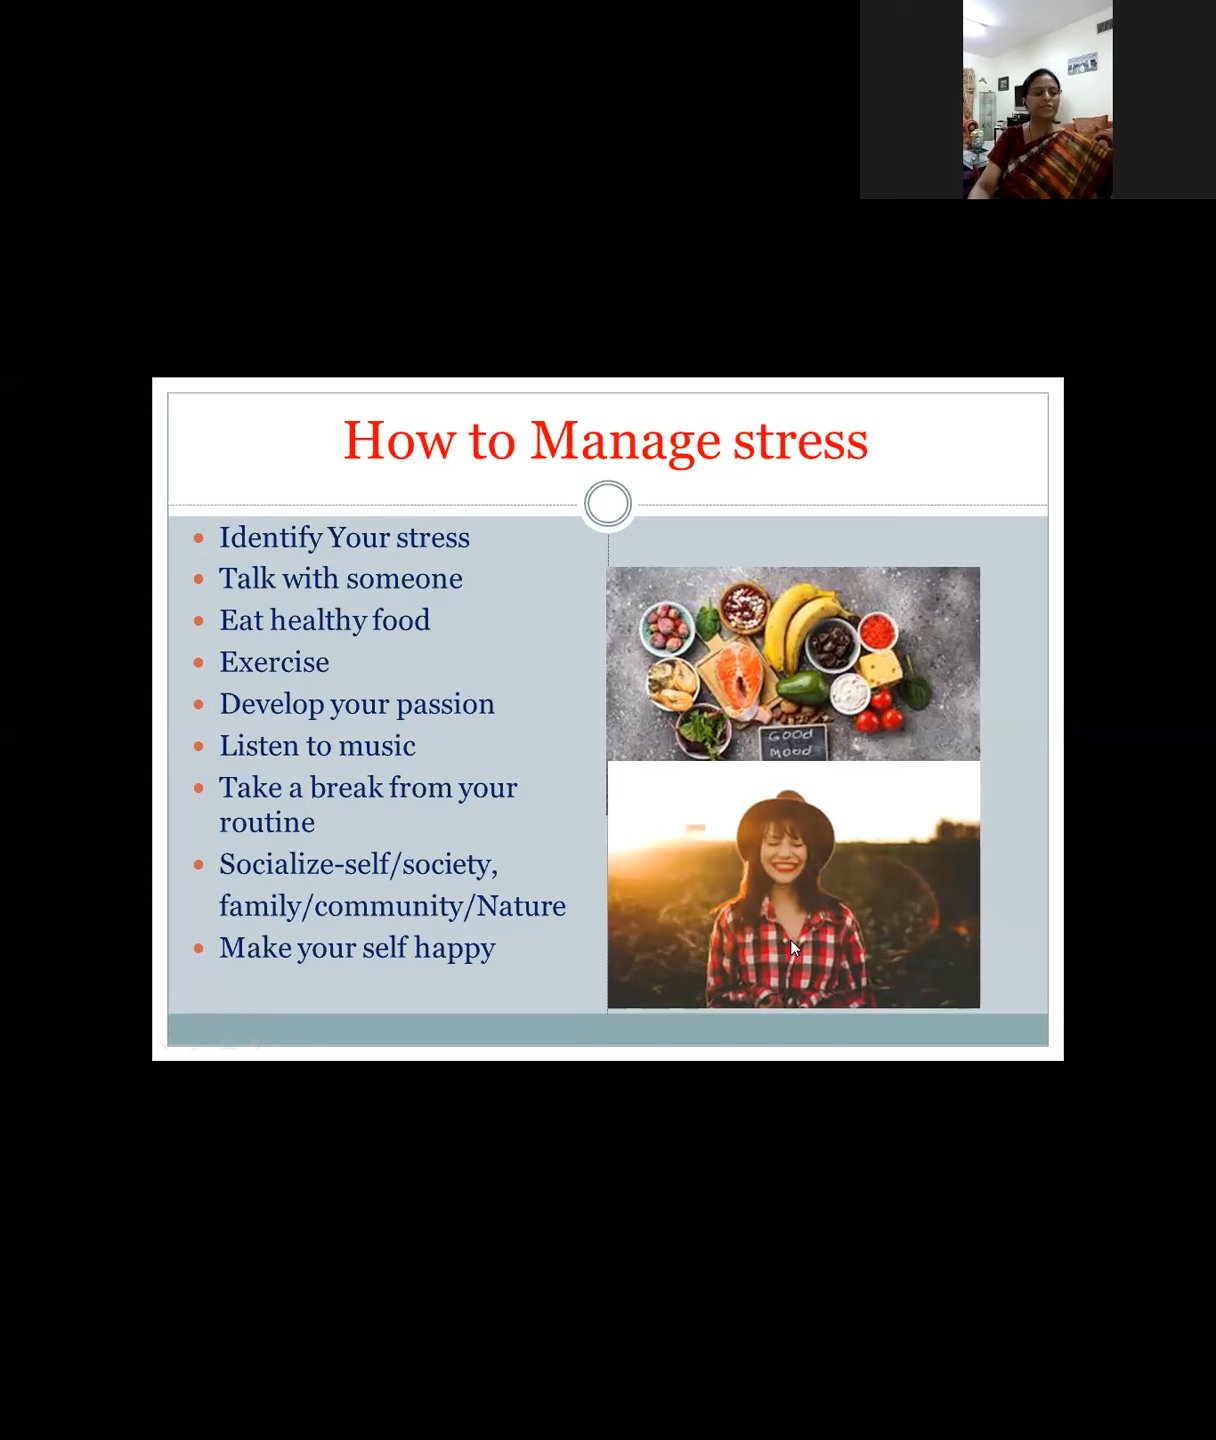 How to Manage stress
Identify Your stress
Talk with someone
Eat healthy food
Exercise
Develop your passion
Listen to music
Take a break from your
routine
Socialize-self/society,
family/community/Nature
Make your self happy
GOOD
MOOD